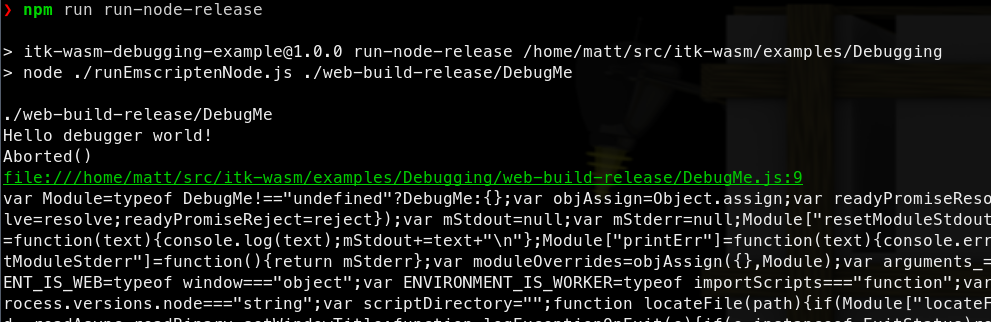 ❯ npm run run-node-release
> itk-wasm-debugging-example@1.0.0 run-node-release /home/matt/src/itk-wasm/examples/Debugging
> node ./runEmscriptenNode.js ./web-build-release/DebugMe
./web-build-release/DebugMe
Hello debugger world!
Aborted()
file:///home/matt/src/itk-wasm/examples/Debugging/web-build-release/DebugMe.js:9
var Module=typeof DebugMe!=="undefined"?DebugMe:{};var objAssign=Object.assign;var readyPromiseReso
lve=resolve;readyPromiseReject=reject});var mStdout=null;var mStderr=null;Module["resetModuleStdout
=function(text){console.log(text);mStdout+=text+"\n"};Module["printErr"]=function(text){console.err
tModuleStderr"]=function(){return mStderr};var moduleOverrides=objAssign({},Module);var arguments_=
ENT_IS_WEB=typeof window==="object";var ENVIRONMENT_IS_WORKER=typeof importScripts==="function";var
rocess.versions.node==="string";var scriptDirectory="";function locateFile(path){if(Module["locateF